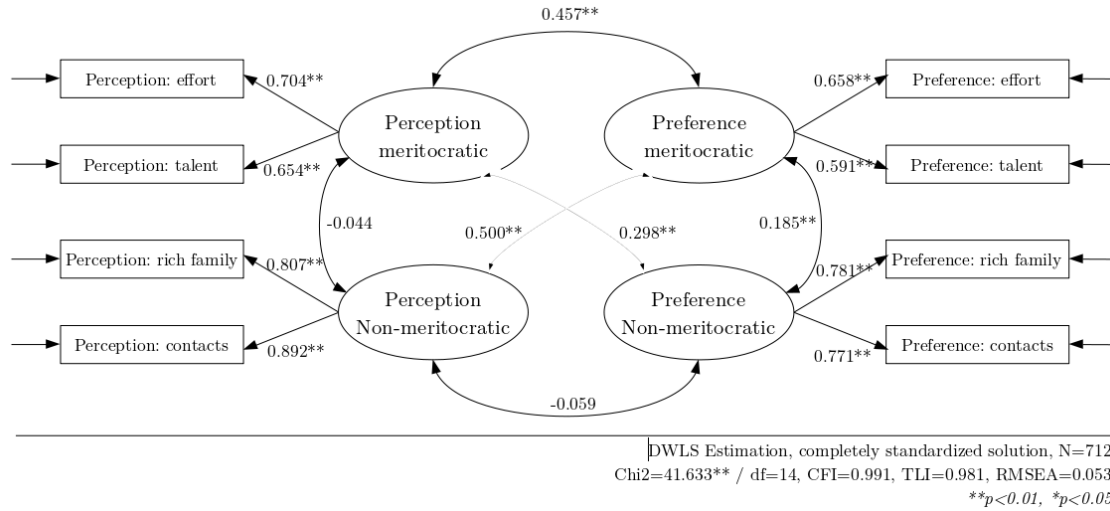 0.457**
Perception: effort
0.704**
Perception
meritocratic
Preference
meritocratic
0.658**
Preference: effort
Perception: talent
0.654**
0.591**
Preference: talent
-0.044
0.500**
0.298**
0.185**
Perception: rich family
0.807**
Perception
Non-meritocratic
Preference
Non-meritocratic
0.781**
Preference: rich family
Perception: contacts
0.892**
0.771**
Preference: contacts
-0.059
DWLS Estimation, completely standardized solution, N=712
Chi2=41.633** / df=14, CFI=0.991, TLI=0.981, RMSEA=0.053
**p<0.01, *p<0.05